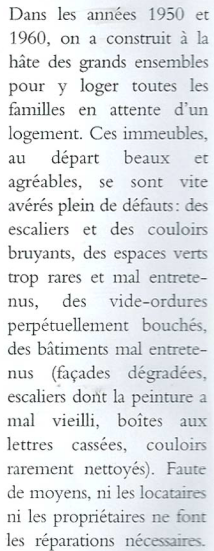 Dans les années 1950 et
1960, on a construit à la
hâte des grands ensembles
pour y loger toutes les
familles en attente d'un
logement. Ces immeubles,
au départ beaux et
agréables, se sont vite
avérés plein de défauts : des
escaliers et des couloirs
bruyants, des espaces verts
trop rares et mal entrete-
nus, des vide-ordures
perpétuellement bouchés,
des bâtiments mal entrete-
nus (façades dégradées,
escaliers dont la peinture a
mal vieilli, boîtes aux
lettres cassées, couloirs
rarement nettoyés). Faute
de moyens, ni les locataires
ni les propriétaires ne font
les réparations nécessaires.